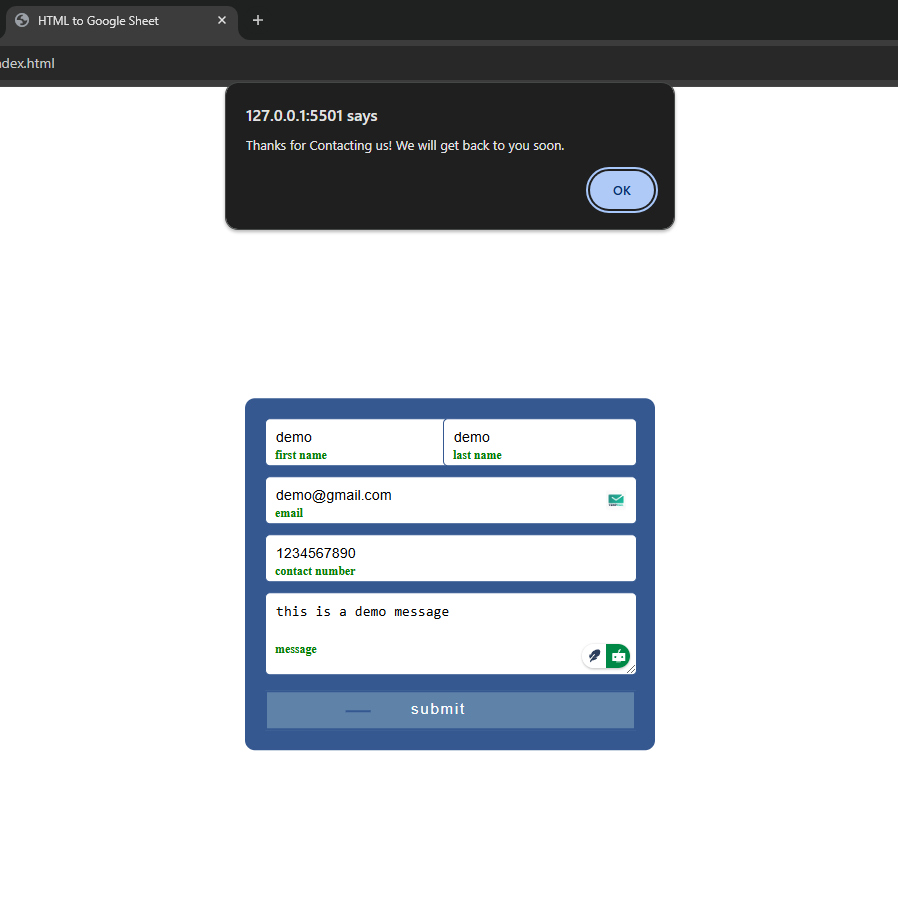 HTML to Google Sheet
ndex.html
127.0.0.1:5501 says
Thanks for Contacting us! We will get back to you soon.
OK
demo demo
first name last name
demo@gmail.com
email
1234567890
contact number
this is a demo message
message
submit